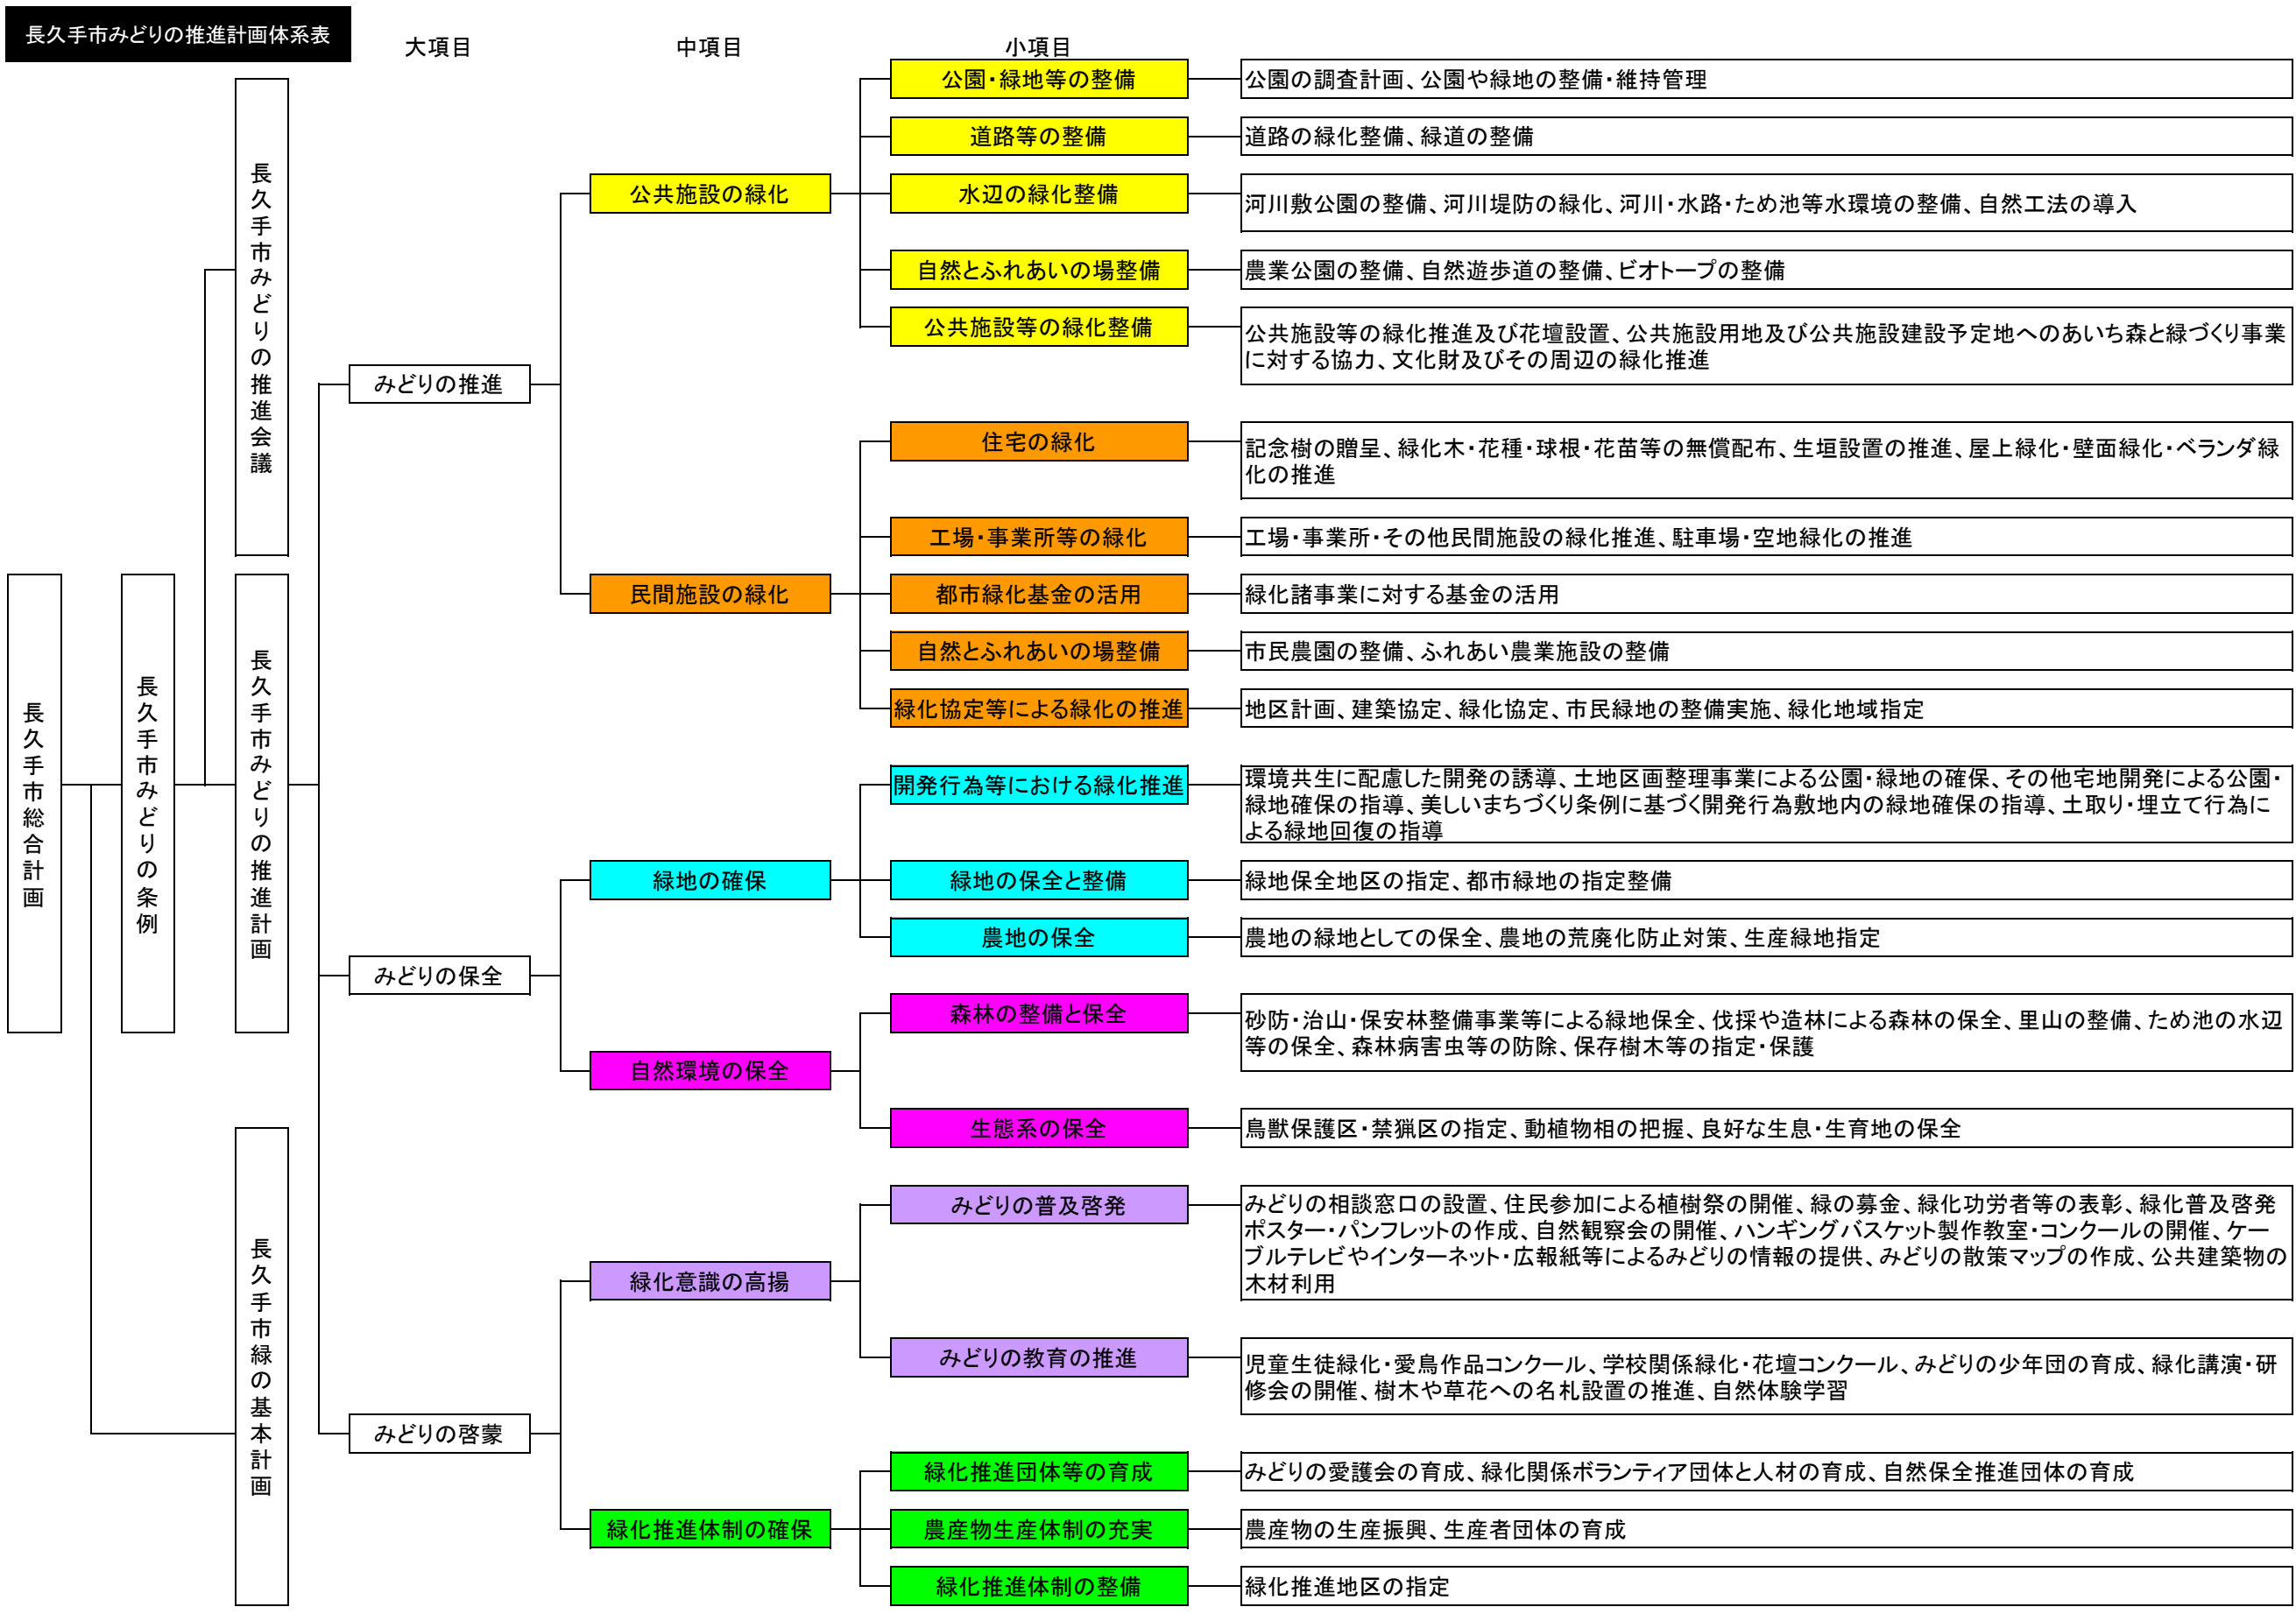 長久手市みどりの推進計画体系表
大項目
中項目
小項目
長久手市総合計画
長久手市みどりの条例
長久手市みどりの推進会議
長久手市みどりの推進計画
長久手市緑の基本計画
みどりの推進
公共施設の緑化
公園・緑地等の整備
公園の調査計画、公園や緑地の整備・維持管理
道路等の整備
道路の緑化整備、緑道の整備
水辺の緑化整備
河川敷公園の整備、河川堤防の緑化、河川・水路・ため池等水環境の整備、自然工法の導入
自然とふれあいの場整備
農業公園の整備、自然遊歩道の整備、ビオトープの整備
公共施設等の緑化整備
公共施設等の緑化推進及び花壇設置、公共施設用地及び公共施設建設予定地へのあいち森と緑づくり事業
に対する協力、文化財及びその周辺の緑化推進
民間施設の緑化
住宅の緑化
記念樹の贈呈、緑化木・花種・球根・花苗等の無償配布、生垣設置の推進、屋上緑化・壁面緑化・ベランダ緑
化の推進
工場・事業所等の緑化
工場・事業所・その他民間施設の緑化推進、駐車場・空地緑化の推進
都市緑化基金の活用
緑化諸事業に対する基金の活用
自然とふれあいの場整備
市民農園の整備、ふれあい農業施設の整備
緑化協定等による緑化の推進
地区計画、建築協定、緑化協定、市民緑地の整備実施、緑化地域指定
みどりの保全
緑地の確保
開発行為等における緑化推進
環境共生に配慮した開発の誘導、土地区画整理事業による公園・緑地の確保、その他宅地開発による公園・
緑地確保の指導、美しいまちづくり条例に基づく開発行為敷地内の緑地確保の指導、土取り・埋立て行為に
よる緑地回復の指導
緑地の保全と整備
緑地保全地区の指定、都市緑地の指定整備
農地の保全
農地の緑地としての保全、農地の荒廃化防止対策、生産緑地指定
自然環境の保全
森林の整備と保全
砂防・治山・保安林整備事業等による緑地保全、伐採や造林による森林の保全、里山の整備、ため池の水辺
等の保全、森林病害虫等の防除、保存樹木等の指定・保護
生態系の保全
鳥獣保護区・禁猟区の指定、動植物相の把握、良好な生息・生育地の保全
みどりの啓蒙
緑化意識の高揚
みどりの普及啓発
みどりの相談窓口の設置、住民参加による植樹祭の開催、緑の募金、緑化功労者等の表彰、緑化普及啓発
ポスター・パンフレットの作成、自然観察会の開催、ハンギングバスケット製作教室・コンクールの開催、ケー
ブルテレビやインターネット・広報紙等によるみどりの情報の提供、みどりの散策マップの作成、公共建築物の
木材利用
みどりの教育の推進
児童生徒緑化・愛鳥作品コンクール、学校関係緑化・花壇コンクール、みどりの少年団の育成、緑化講演・研
修会の開催、樹木や草花への名札設置の推進、自然体験学習
緑化推進体制の確保
緑化推進団体等の育成
みどりの愛護会の育成、緑化関係ボランティア団体と人材の育成、自然保全推進団体の育成
農産物生産体制の充実
農産物の生産振興、生産者団体の育成
緑化推進体制の整備
緑化推進地区の指定